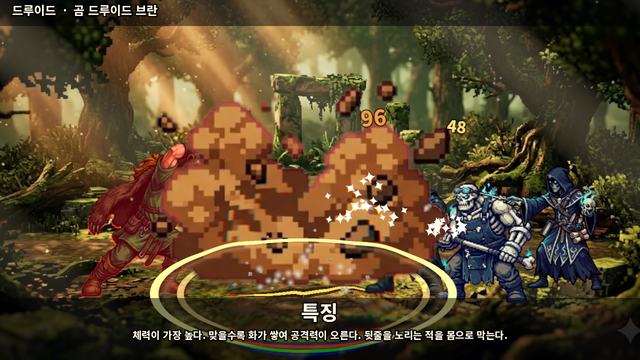 드루이드 · 곰 드루이드 브란
96
48
특징
체력이 가장 높다. 맞을수록 화가 쌓여 공격력이 오른다. 뒷줄을 노리는 적을 몸으로 막는다.